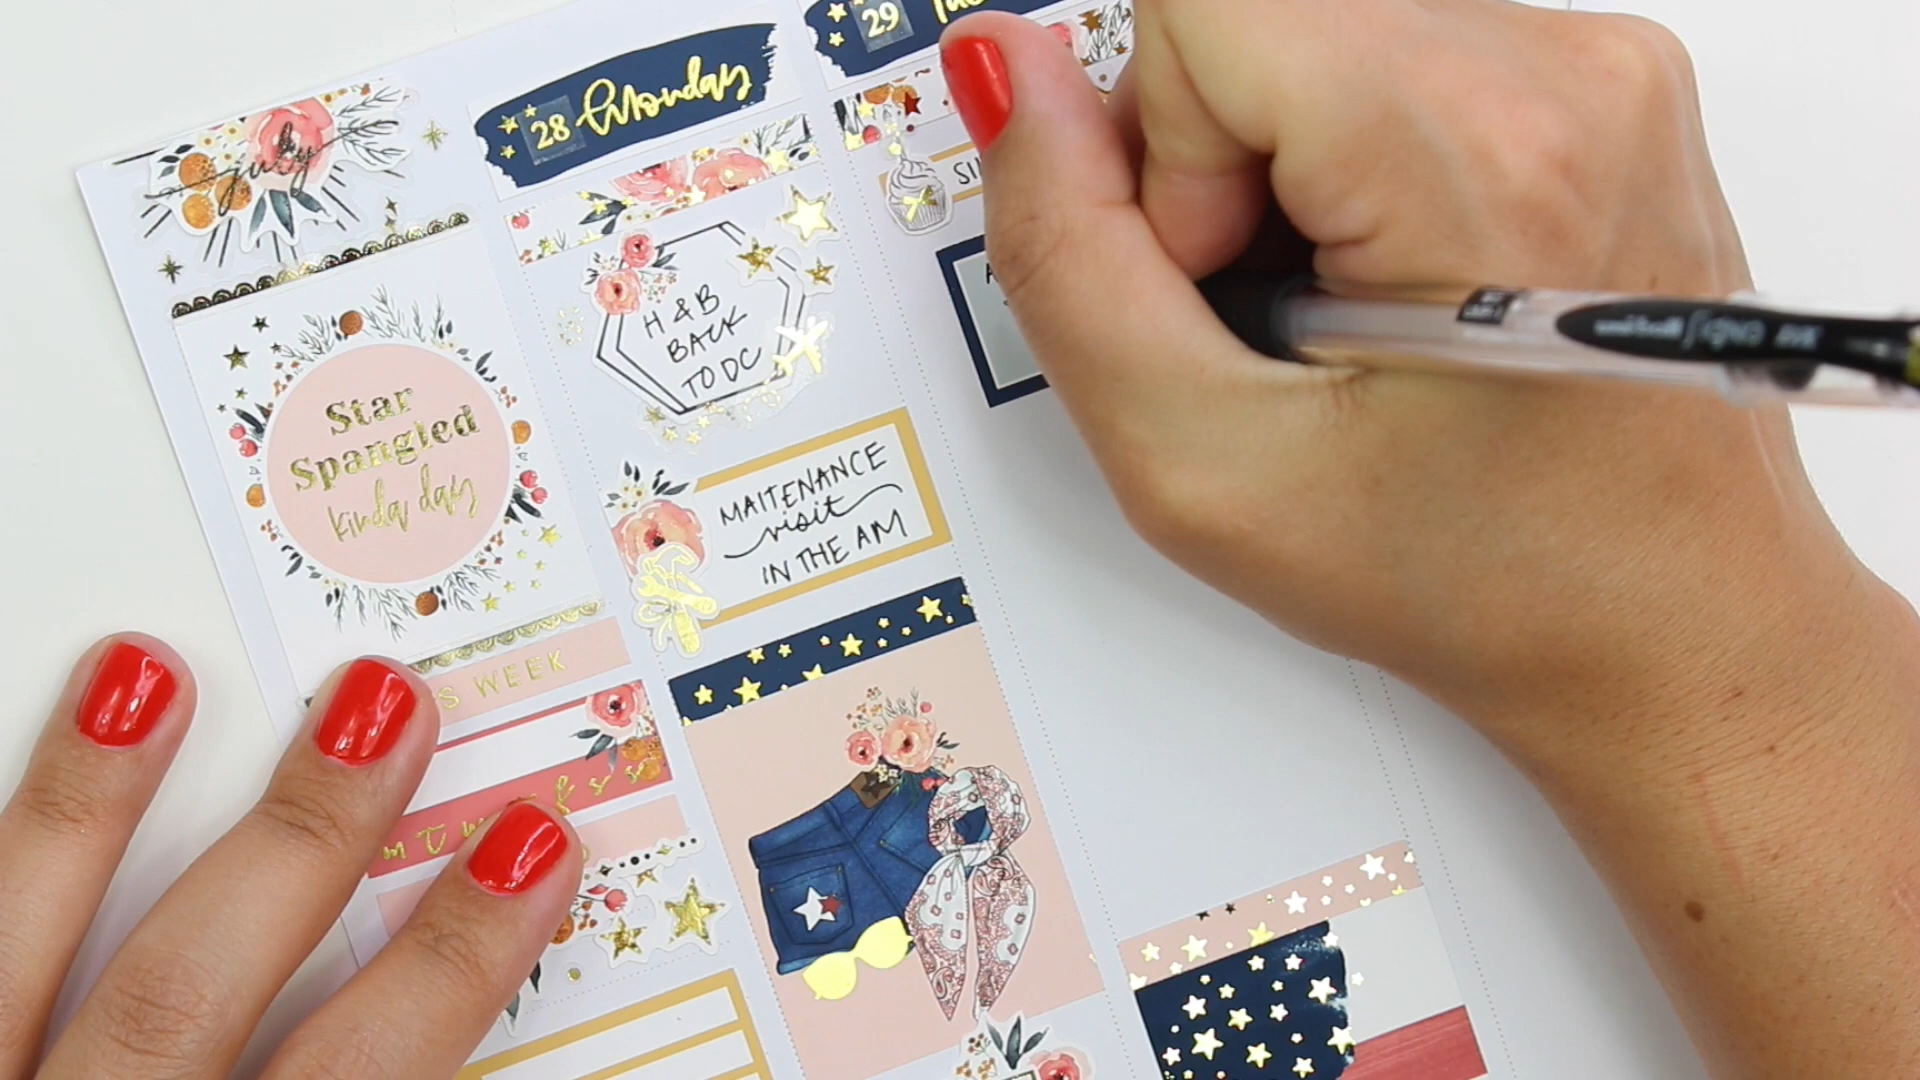 july
28 Monday
29
Star
Spangled
kinda day
H & B
BACK
TO DC
MAITENANCE
visit
IN THE AM
WEEK
uni-ball Signo